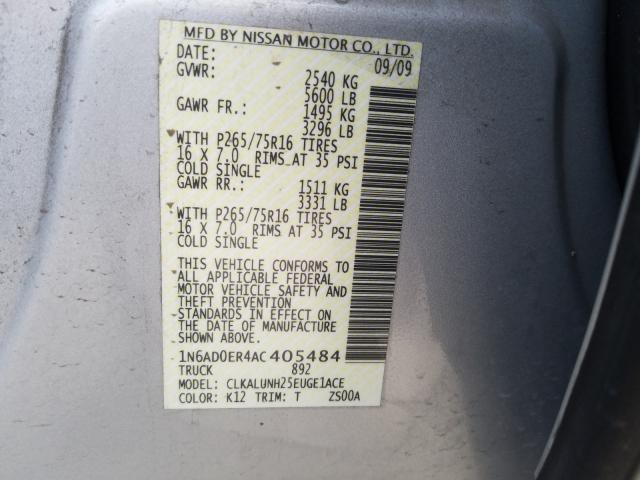 MFD BY NISSAN MOTOR CO., LTD.
DATE: 09/09
GVWR: 2540 KG
5600 LB
GAWR FR.: 1495 KG
3296 LB
WITH P265/75R16 TIRES
16 X 7.0 RIMS AT 35 PSI
COLD SINGLE
GAWR RR.: 1511 KG
3331 LB
WITH P265/75R16 TIRES
16 X 7.0 RIMS AT 35 PSI
COLD SINGLE
THIS VEHICLE CONFORMS TO
ALL APPLICABLE FEDERAL
MOTOR VEHICLE SAFETY AND
THEFT PREVENTION
STANDARDS IN EFFECT ON
THE DATE OF MANUFACTURE
SHOWN ABOVE.
1N6AD0ER4AC405484
TRUCK 892
MODEL: CLKALUNH25EUGE1ACE
COLOR: K12 TRIM: T ZS00A